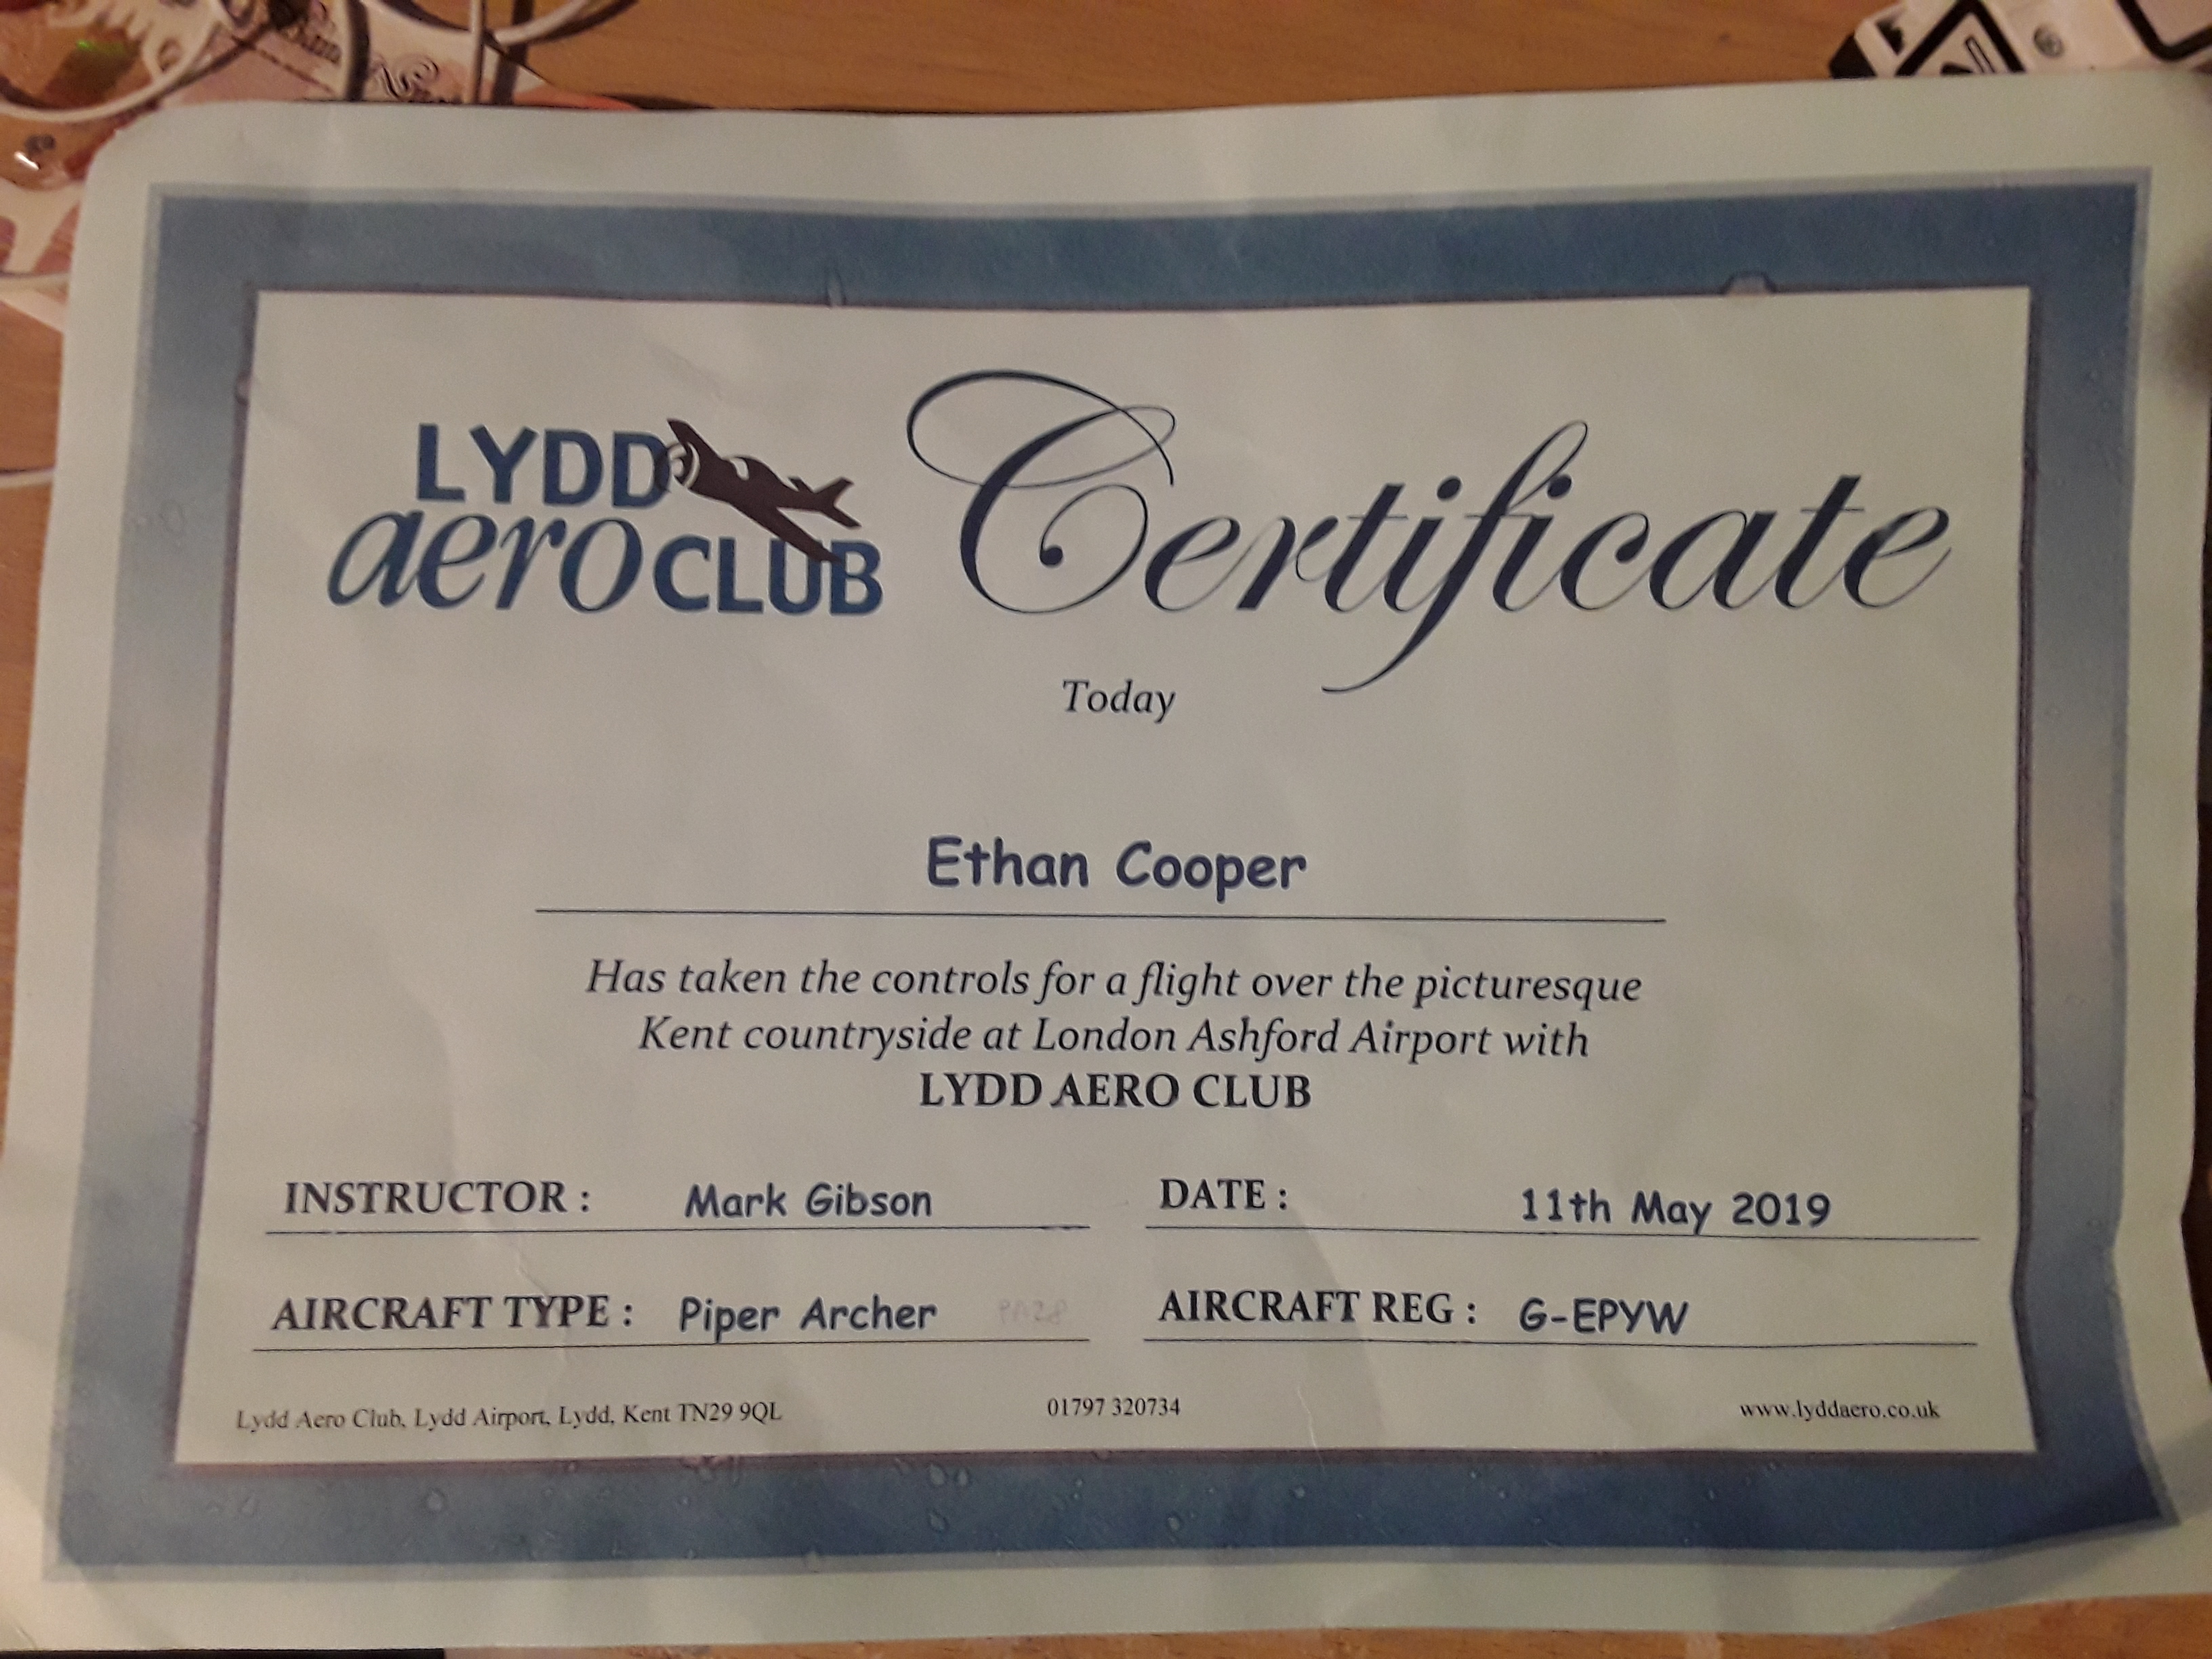 LYDD
aero CLUB
Certificate
Today
Ethan Cooper
Has taken the controls for a flight over the picturesque
Kent countryside at London Ashford Airport with
LYDD AERO CLUB
INSTRUCTOR : Mark Gibson DATE : 11th May 2019
AIRCRAFT TYPE : Piper Archer PA28 AIRCRAFT REG : G-EPYW
Lydd Aero Club, Lydd Airport, Lydd, Kent TN29 9QL 01797 320734 www.lyddaero.co.uk